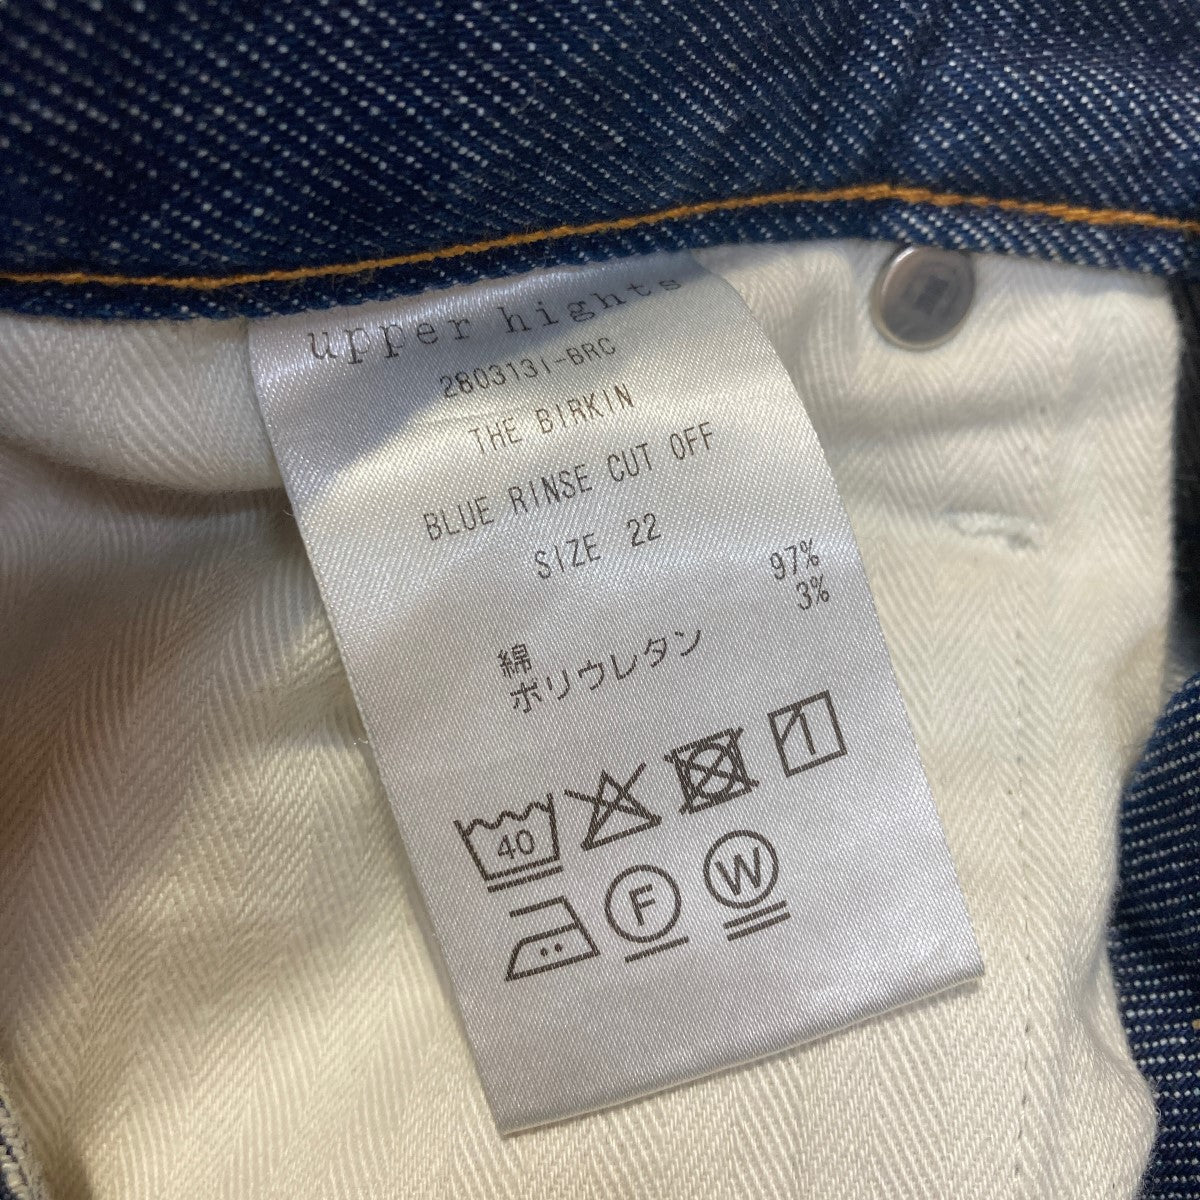 upper hights
2803131-BRC
THE BIRKIN
BLUE RINSE CUT OFF
SIZE 22
綿 97%
ポリウレタン 3%
40
F
W